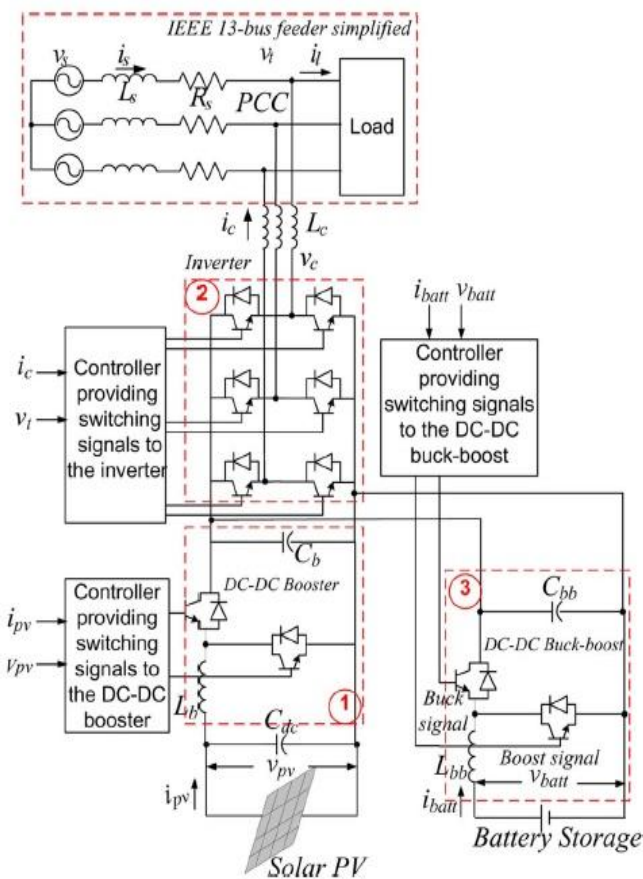 IEEE 13-bus feeder simplified
vs
is
vt
il
Ls
Rs
PCC
Load
ic
Lc
vc
Inverter
2
ibatt vbatt
Controller
providing
switching
signals to
the inverter
ic
vt
Controller
providing
switching signals
to the DC-DC
buck-boost
Cb
DC-DC Booster
3
Cbb
DC-DC Buck-boost
Controller
providing
switching
signals to
the DC-DC
booster
ipv
vpv
Lb
1
Cdc
vpv
ipv
Solar PV
Buck
signal
Boost signal
Lbb
vbatt
ibatt
Battery Storage